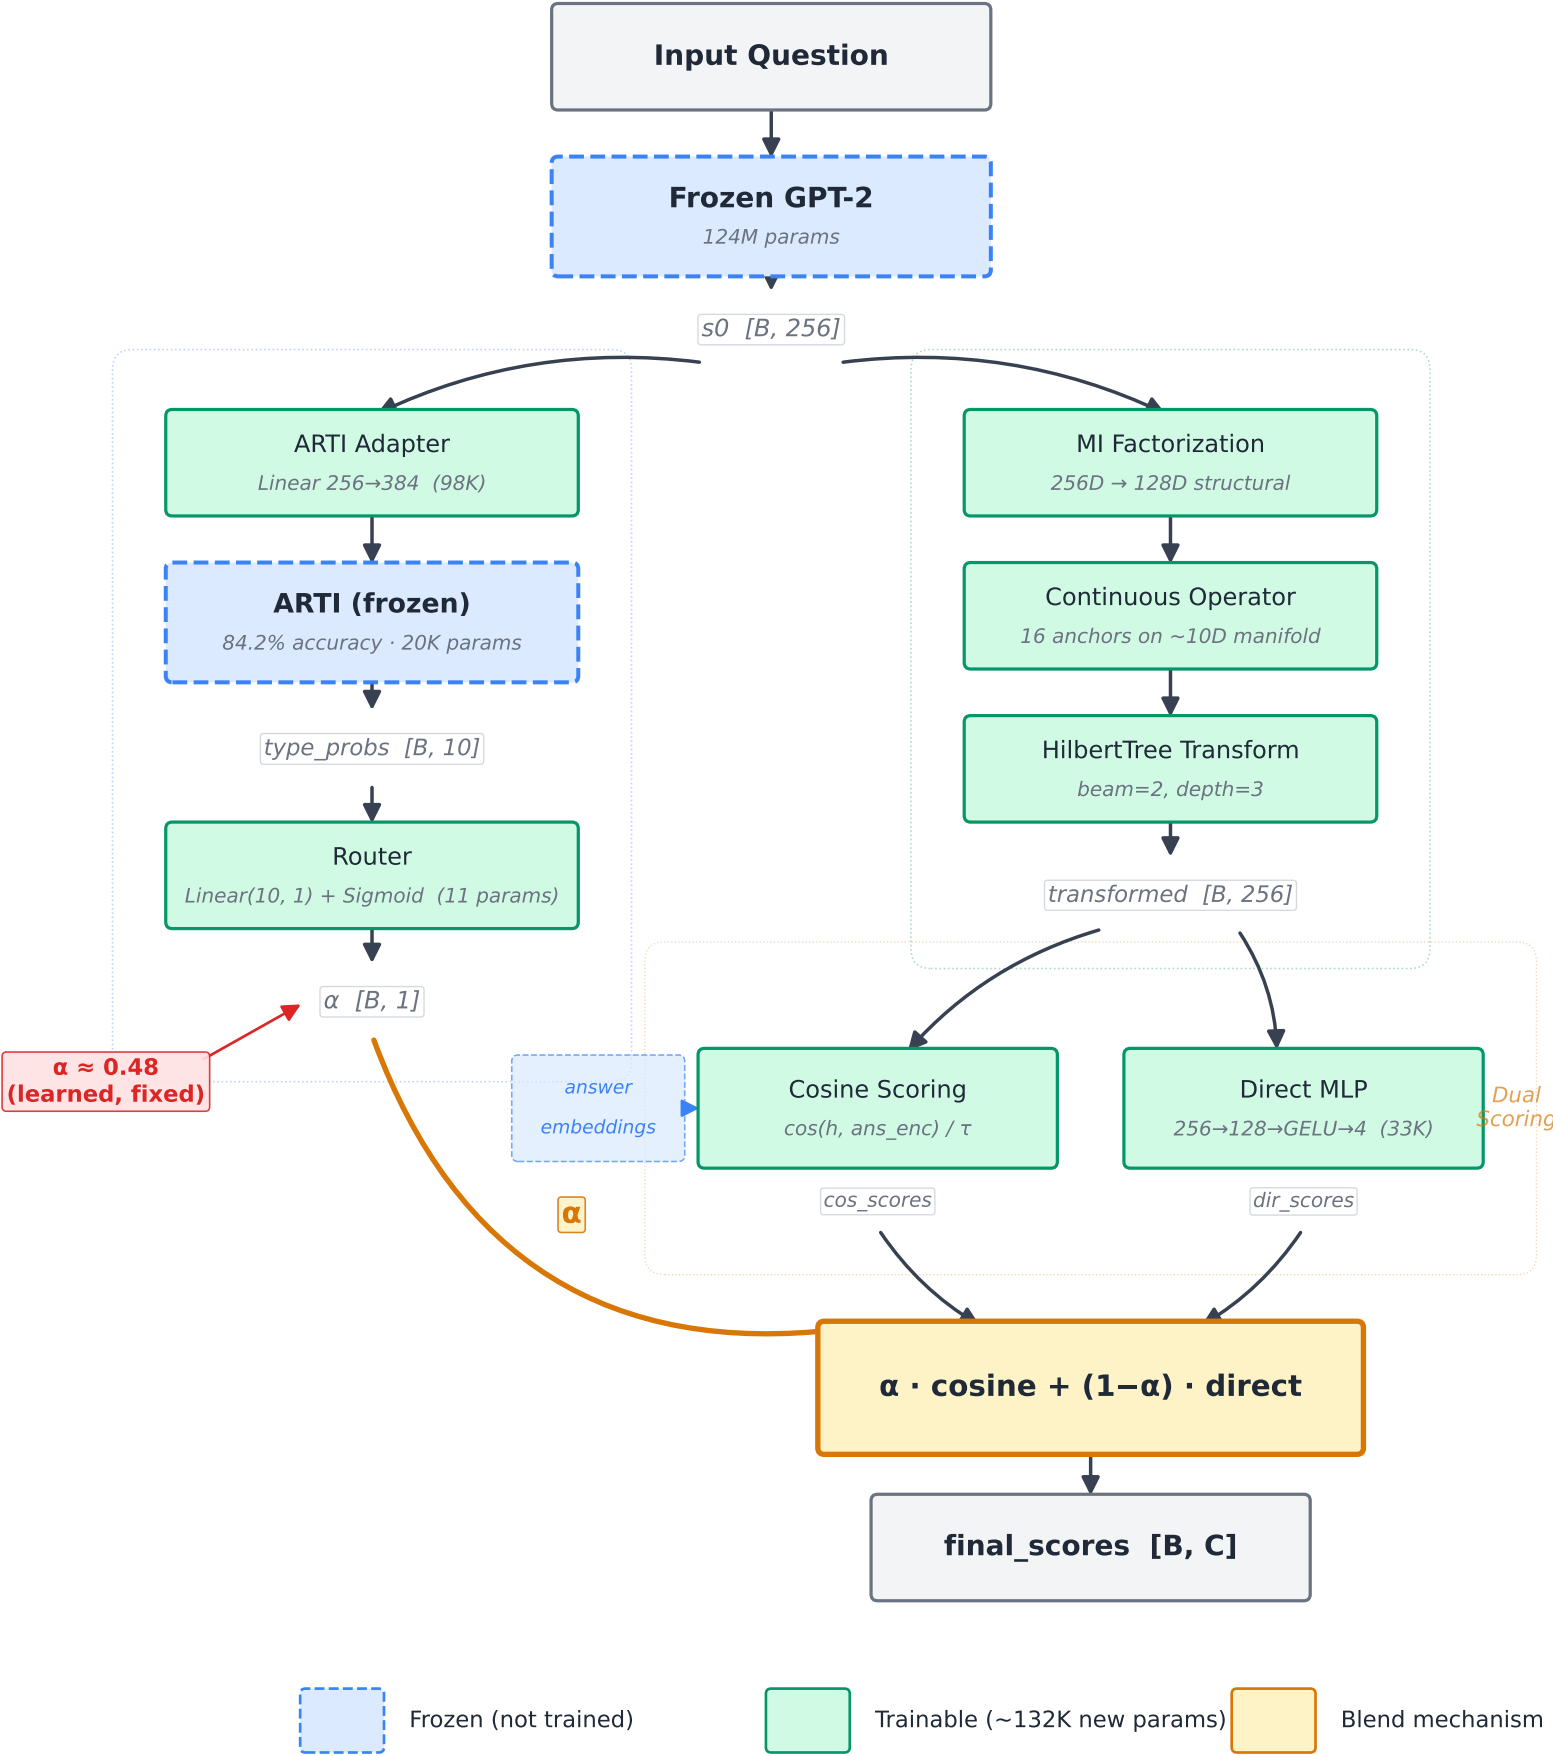 Input Question
Frozen GPT-2
124M params
s0  [B, 256]
ARTI Adapter
Linear 256→384  (98K)
MI Factorization
256D → 128D structural
ARTI (frozen)
84.2% accuracy · 20K params
Continuous Operator
16 anchors on ~10D manifold
type_probs  [B, 10]
HilbertTree Transform
beam=2, depth=3
Router
Linear(10, 1) + Sigmoid  (11 params)
transformed  [B, 256]
α  [B, 1]
α ≈ 0.48
(learned, fixed)
answer
embeddings
Cosine Scoring
cos(h, ans_enc) / τ
Direct MLP
256→128→GELU→4  (33K)
Dual
Scoring
cos_scores
dir_scores
α
α · cosine + (1−α) · direct
final_scores  [B, C]
Frozen (not trained)
Trainable (~132K new params)
Blend mechanism